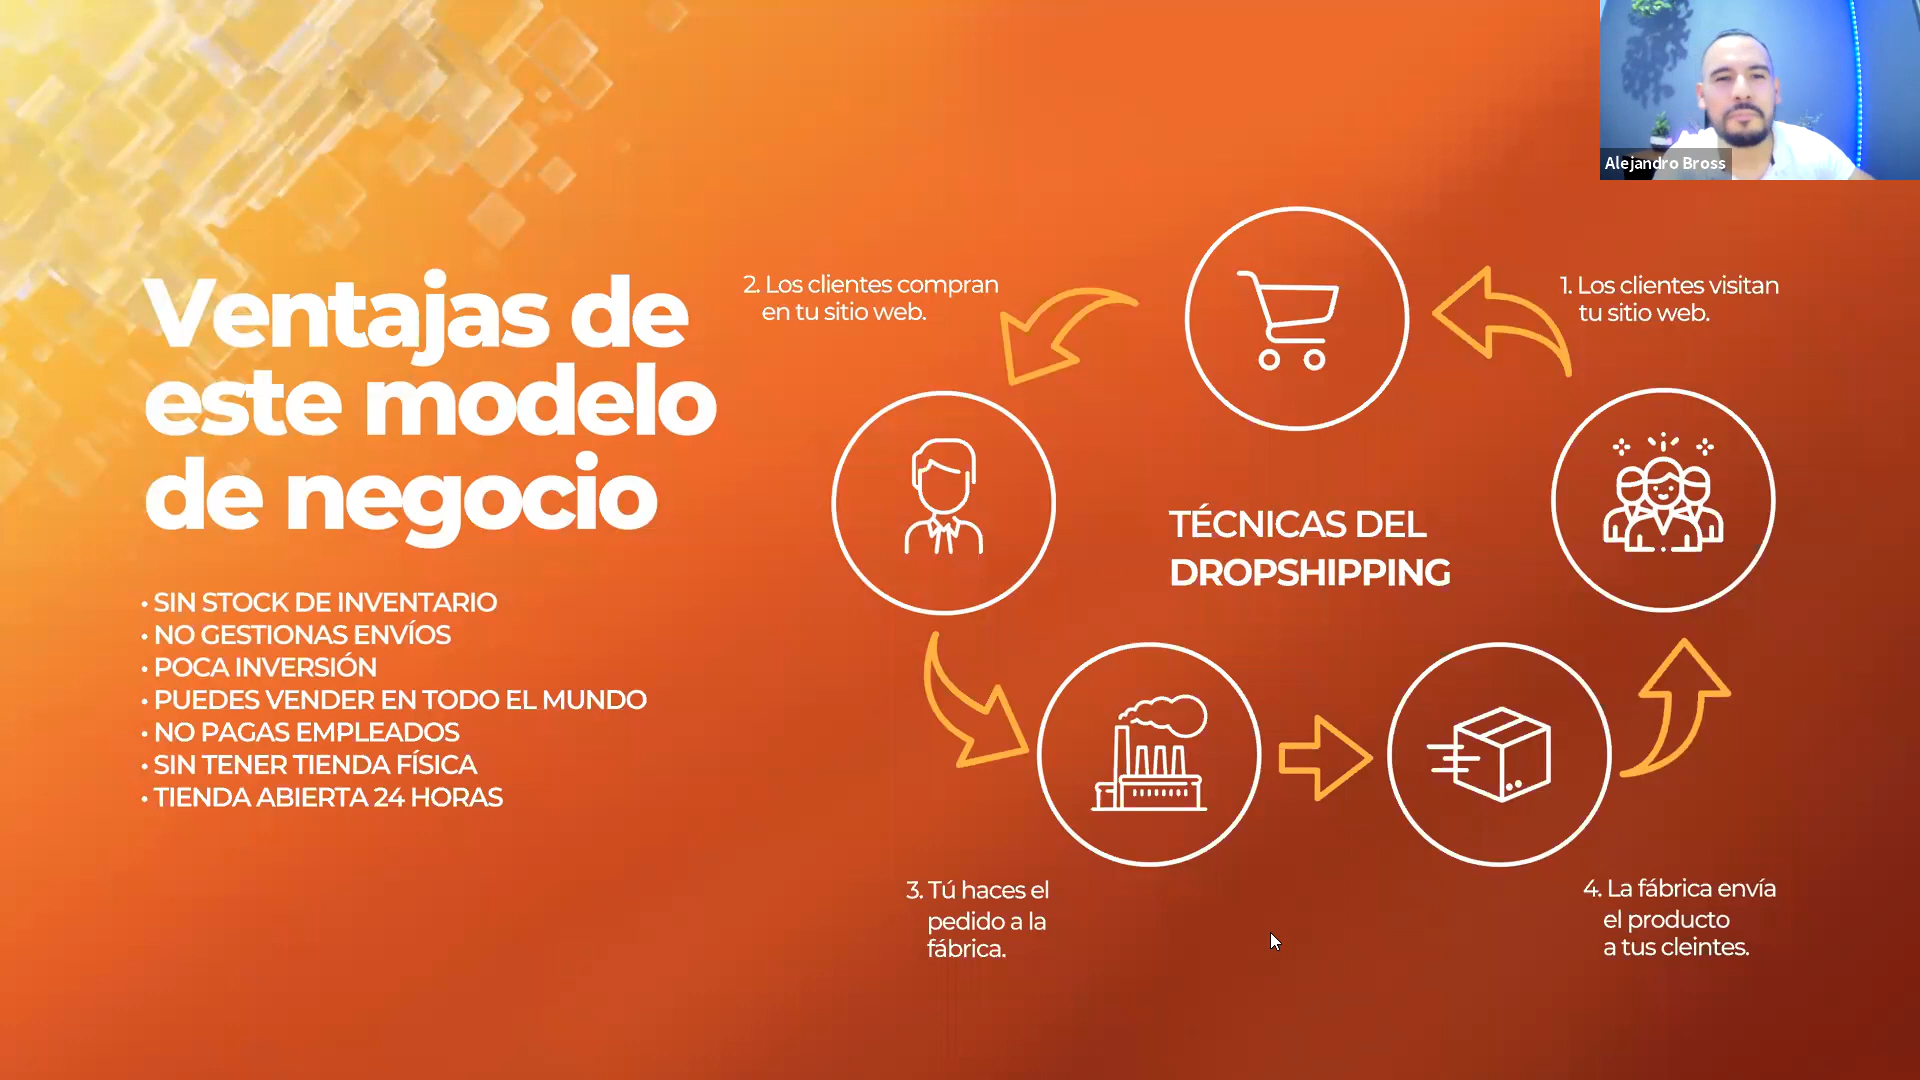 Alejandro Bross
Ventajas de
este modelo
de negocio
• SIN STOCK DE INVENTARIO
• NO GESTIONAS ENVÍOS
• POCA INVERSIÓN
• PUEDES VENDER EN TODO EL MUNDO
• NO PAGAS EMPLEADOS
• SIN TENER TIENDA FÍSICA
• TIENDA ABIERTA 24 HORAS
1. Los clientes visitan
tu sitio web.
2. Los clientes compran
en tu sitio web.
TÉCNICAS DEL
DROPSHIPPING
3. Tú haces el
pedido a la
fábrica.
4. La fábrica envía
el producto
a tus cleintes.